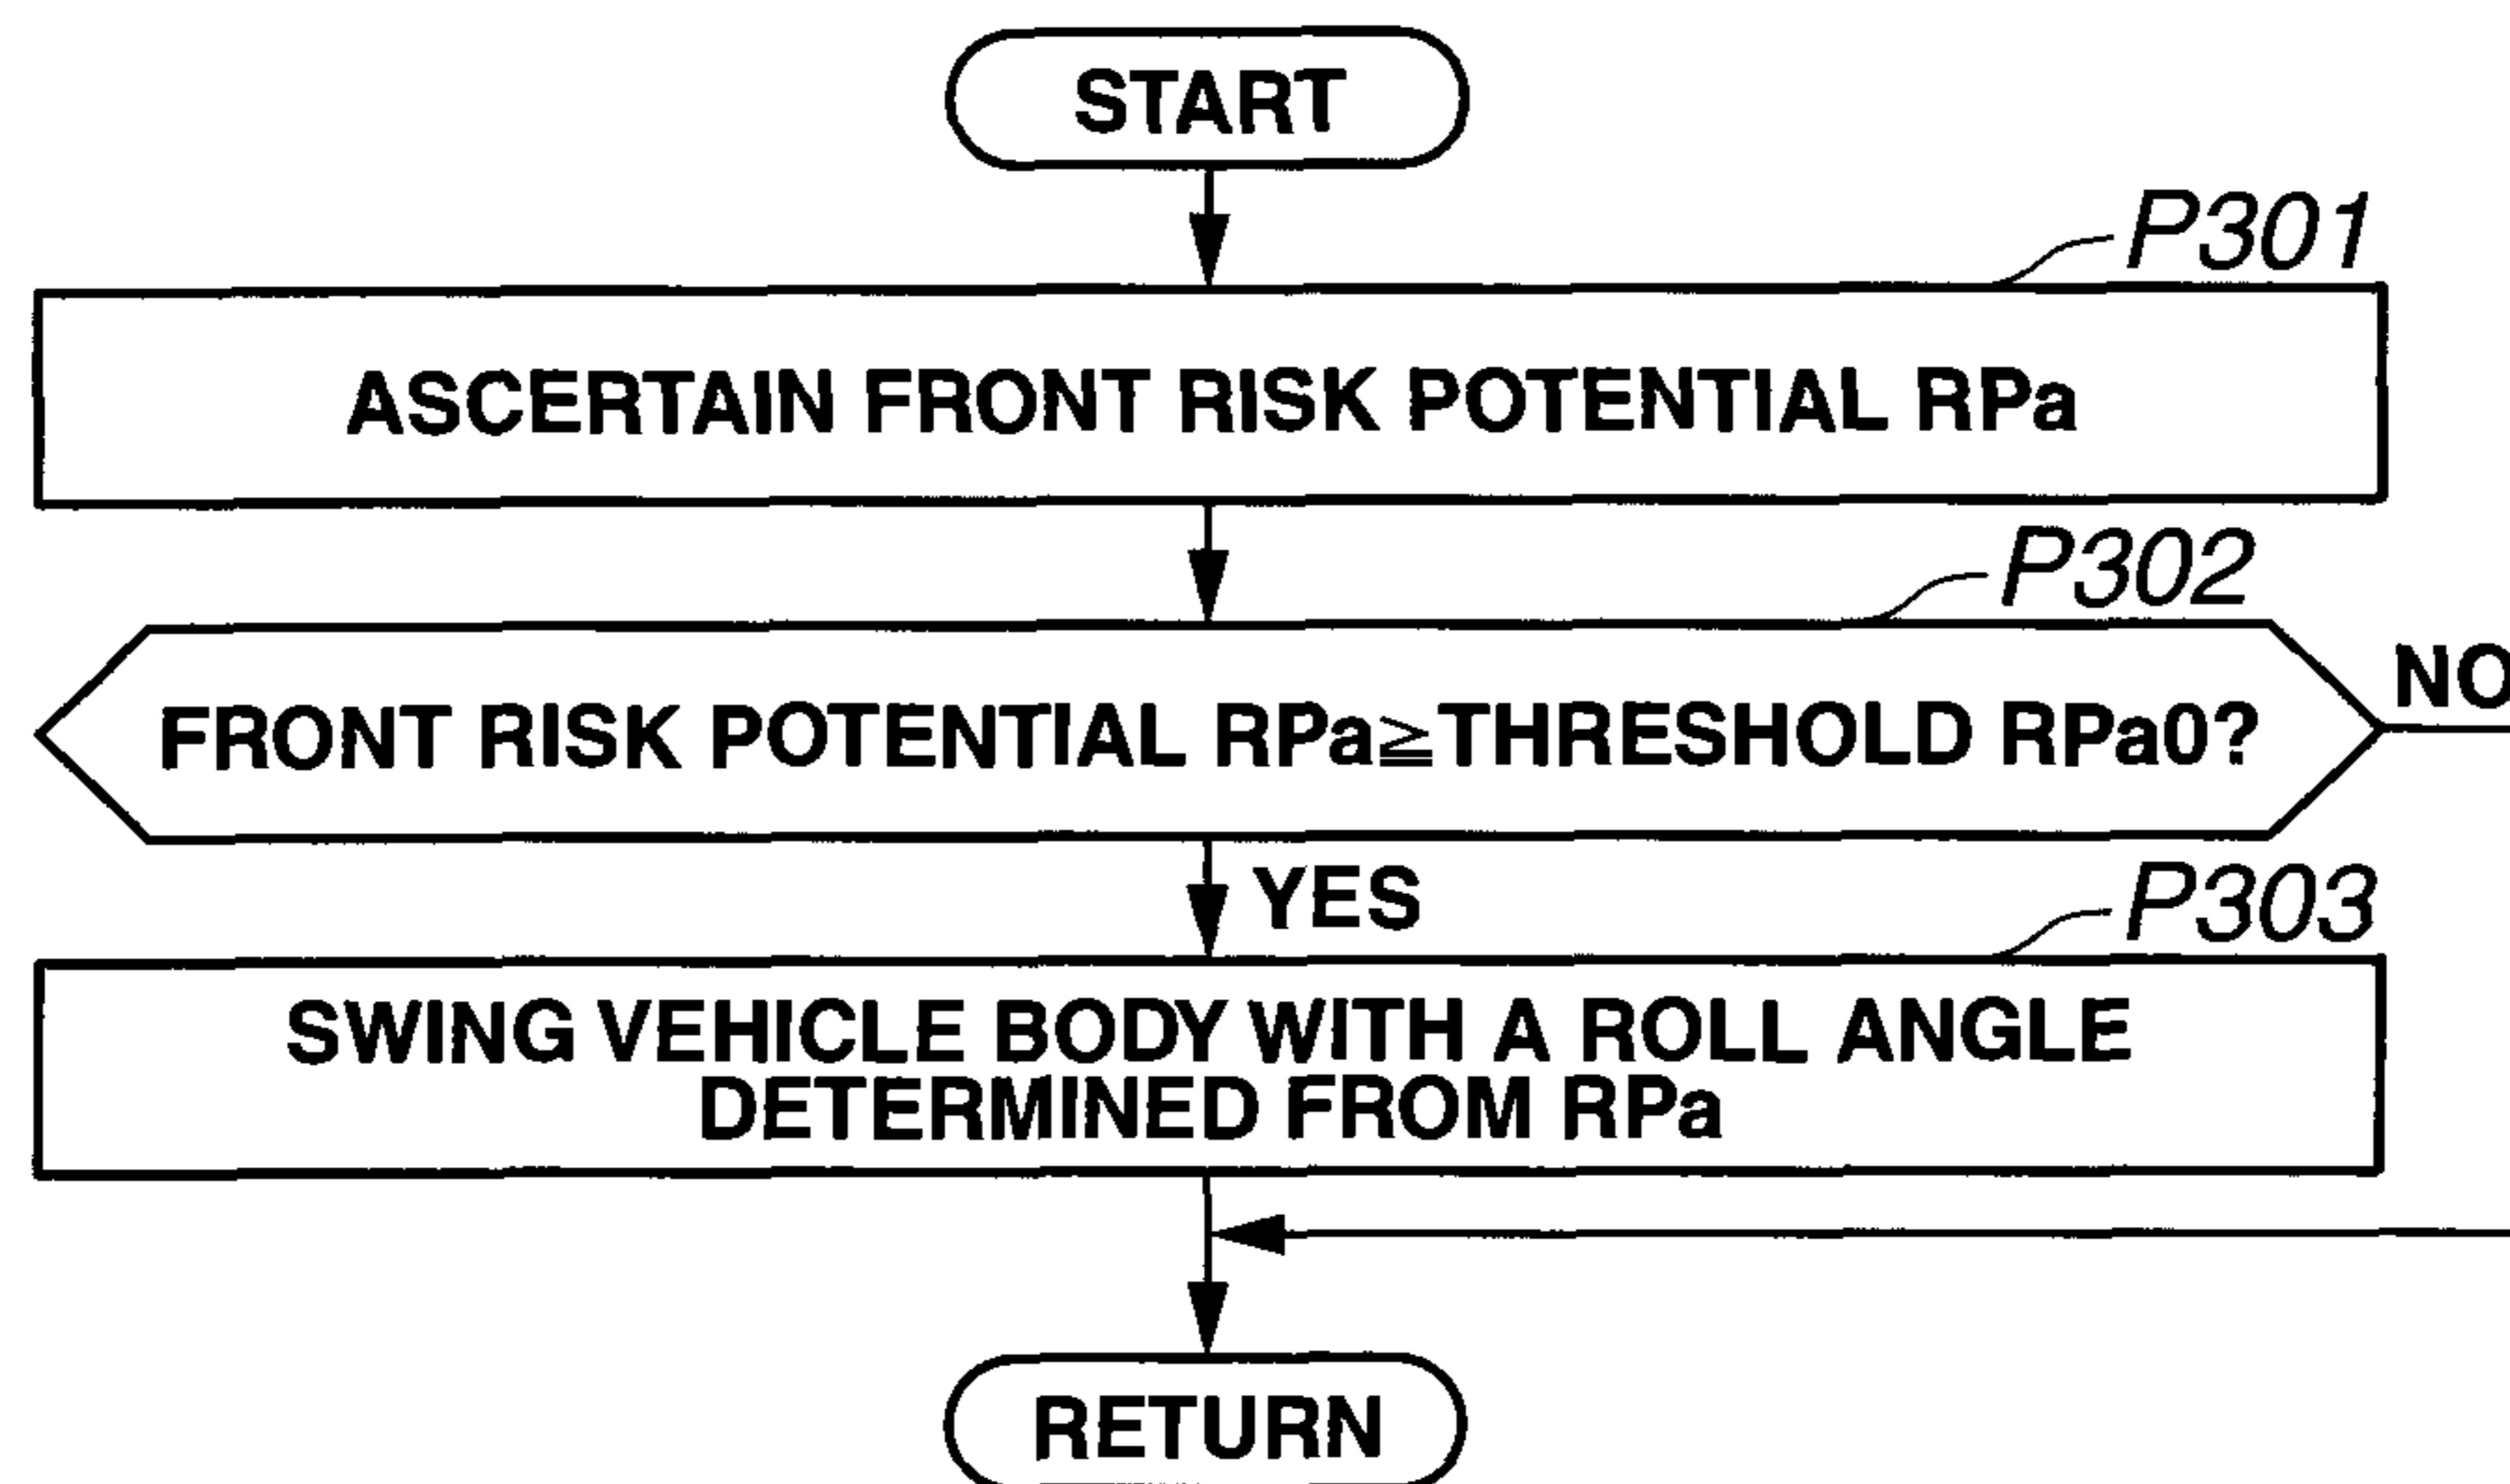 START
P301
ASCERTAIN FRONT RISK POTENTIAL RPa
P302
FRONT RISK POTENTIAL RPa≧THRESHOLD RPa0?
NO
YES
P303
SWING VEHICLE BODY WITH A ROLL ANGLE
DETERMINED FROM RPa
RETURN